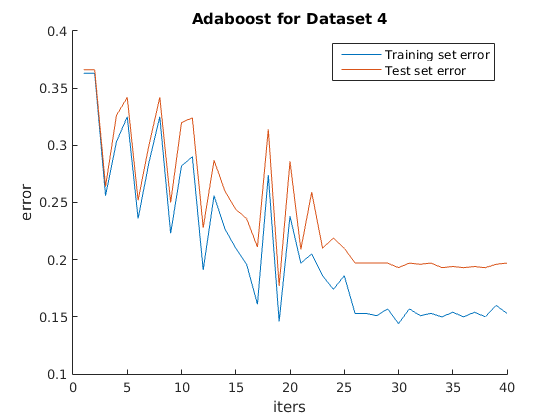 Adaboost for Dataset 4
0.4
0.35
0.3
0.25
0.2
0.15
0.1
error
Training set error
Test set error
0 5 10 15 20 25 30 35 40
iters